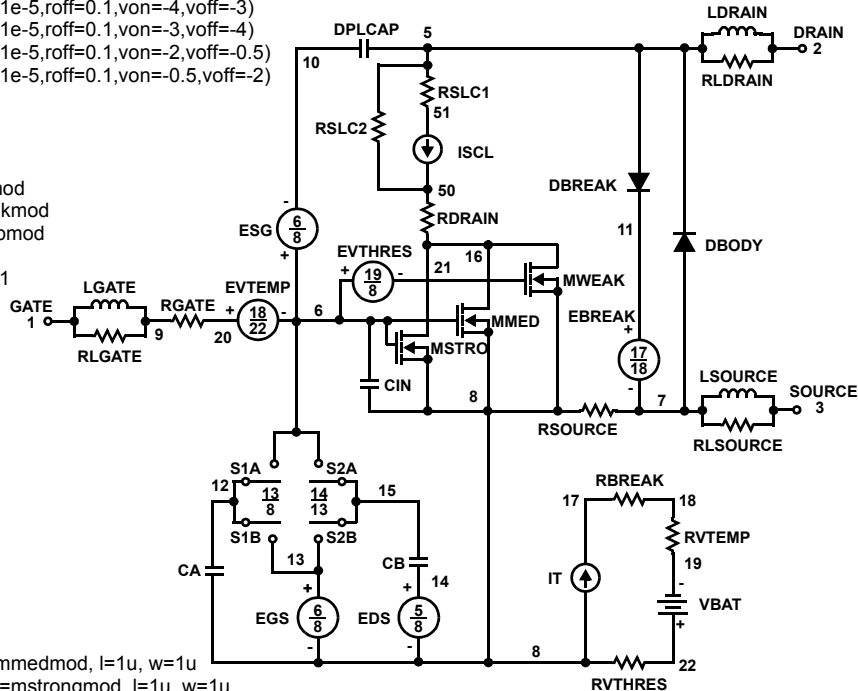 1e-5,roff=0.1,von=-4,voff=-3)
1e-5,roff=0.1,von=-3,voff=-4)
1e-5,roff=0.1,von=-2,voff=-0.5)
1e-5,roff=0.1,von=-0.5,voff=-2)
LDRAIN
DPLCAP
5
DRAIN
2
10
RLDRAIN
RSLC1
51
RSLC2
ISCL
50
DBREAK
RDRAIN
11
DBODY
-
ESG
6
8
+
EVTHRES
16
+
19
8
-
21
MWEAK
LGATE
RGATE
EVTEMP
GATE
1
+
18
22
-
6
EBREAK
+
MMED
9
20
MSTRO
RLGATE
17
18
-
CIN
LSOURCE
8
7
SOURCE
3
RSOURCE
RLSOURCE
S1A
S2A
12
13
8
14
13
15
RBREAK
17
18
S1B
S2B
RVTEMP
13
CB
19
CA
14
IT
-
+
+
VBAT
EGS
6
8
EDS
5
8
+
-
-
8
22
RVTHRES
mod
kmod
omod
1
mmedmod, l=1u, w=1u
=mstrongmod, l=1u, w=1u